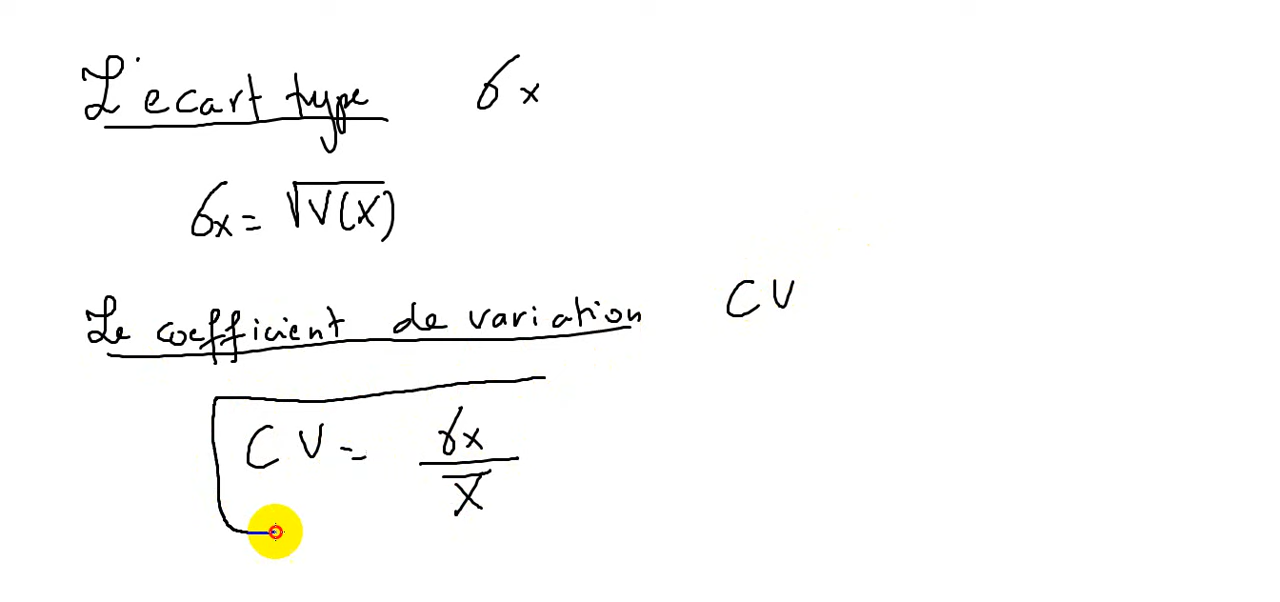 L'ecart type σx
σx = √V(X)
Le coefficient de variation CV
CV = σx / X̅